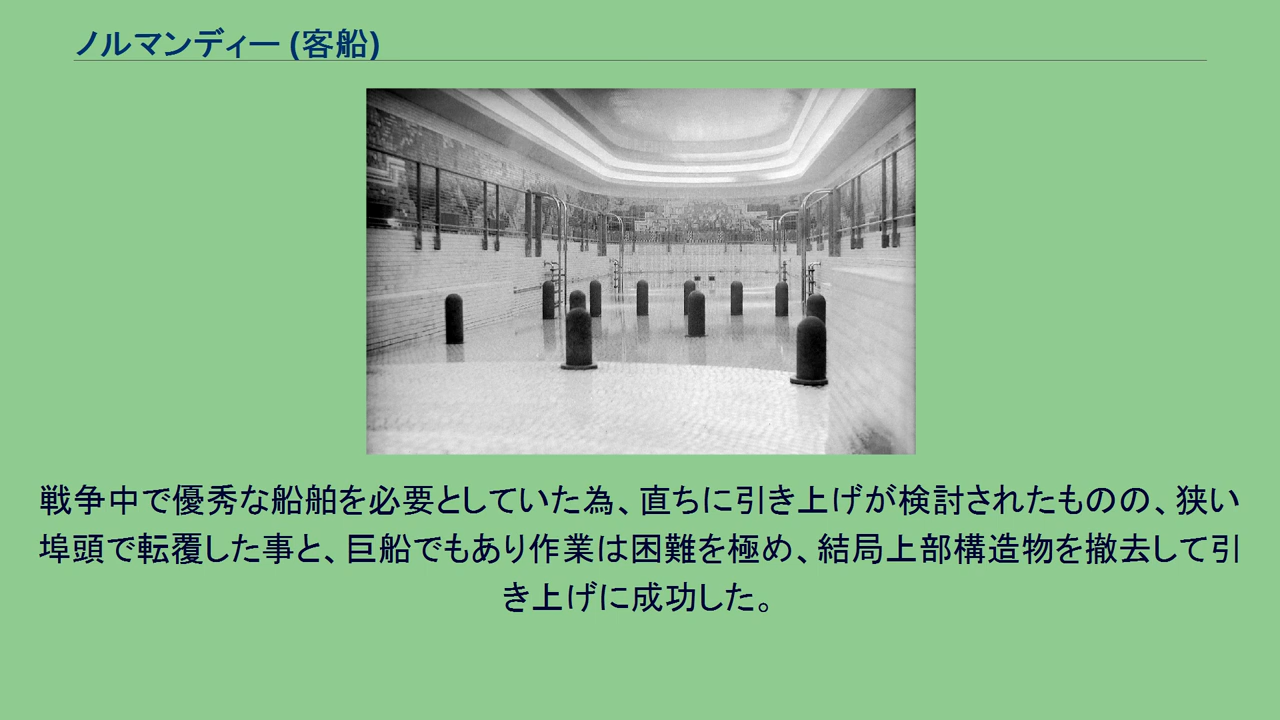 ノルマンディー (客船)
戦争中で優秀な船舶を必要としていた為、直ちに引き上げが検討されたものの、狭い
埠頭で転覆した事と、巨船でもあり作業は困難を極め、結局上部構造物を撤去して引
き上げに成功した。